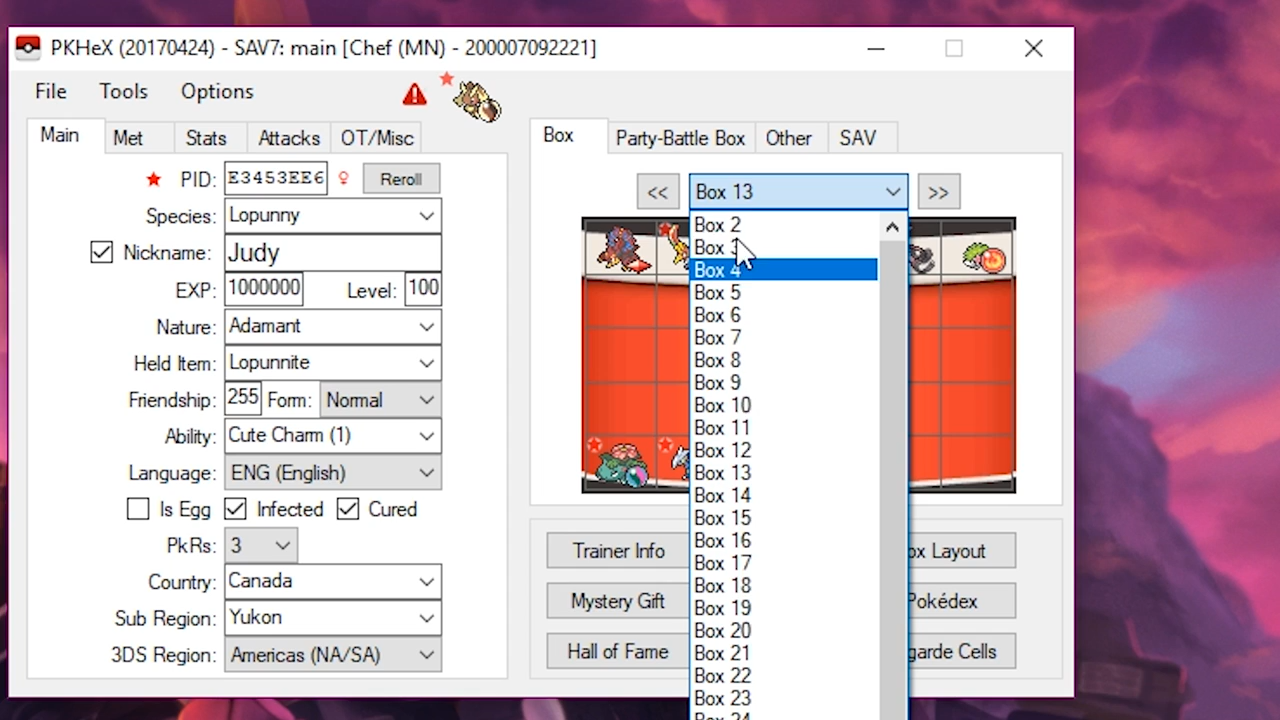 PKHeX (20170424) - SAV7: main [Chef (MN) - 200007092221]
File Tools Options
Main Met Stats Attacks OT/Misc
PID: E3453EE6 ♀ Reroll
Species: Lopunny
Nickname: Judy
EXP: 1000000 Level: 100
Nature: Adamant
Held Item: Lopunnite
Friendship: 255 Form: Normal
Ability: Cute Charm (1)
Language: ENG (English)
Is Egg Infected Cured
PkRs: 3
Country: Canada
Sub Region: Yukon
3DS Region: Americas (NA/SA)
Box Party-Battle Box Other SAV
<< Box 13 >>
Box 2
Box 3
Box 4
Box 5
Box 6
Box 7
Box 8
Box 9
Box 10
Box 11
Box 12
Box 13
Box 14
Box 15
Box 16
Box 17
Box 18
Box 19
Box 20
Box 21
Box 22
Box 23
Box 24
Trainer Info ox Layout
Mystery Gift Pokédex
Hall of Fame garde Cells